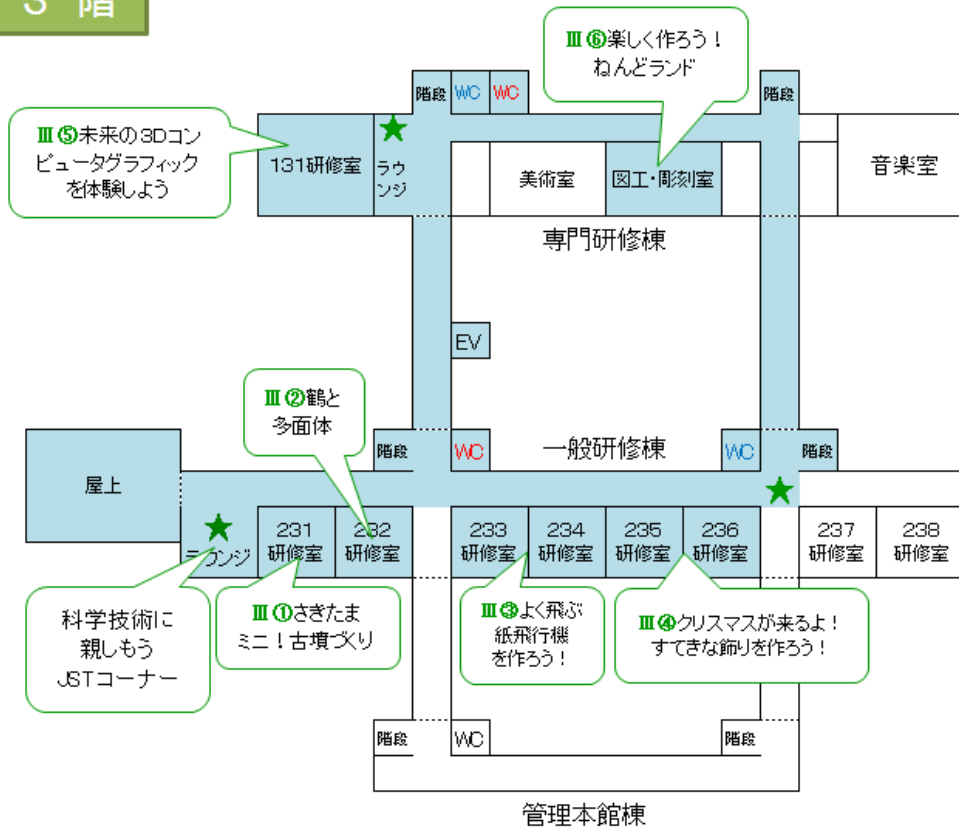 3 階
Ⅲ⑥楽しく作ろう！
ねんどランド
階段
WC
WC
階段
Ⅲ⑤未来の3Dコン
ピュータグラフィック
を体験しよう
131研修室
ラウ
ンジ
美術室
図工・彫刻室
音楽室
専門研修棟
EV
Ⅲ②鶴と
多面体
階段
WC
一般研修棟
WC
階段
屋上
ラウンジ
231
研修室
232
研修室
233
研修室
234
研修室
235
研修室
236
研修室
237
研修室
238
研修室
科学技術に
親しもう
JSTコーナー
Ⅲ①さきたま
ミニ！古墳づくり
Ⅲ③よく飛ぶ
紙飛行機
を作ろう！
Ⅲ④クリスマスが来るよ！
すてきな飾りを作ろう！
階段
WC
階段
管理本館棟